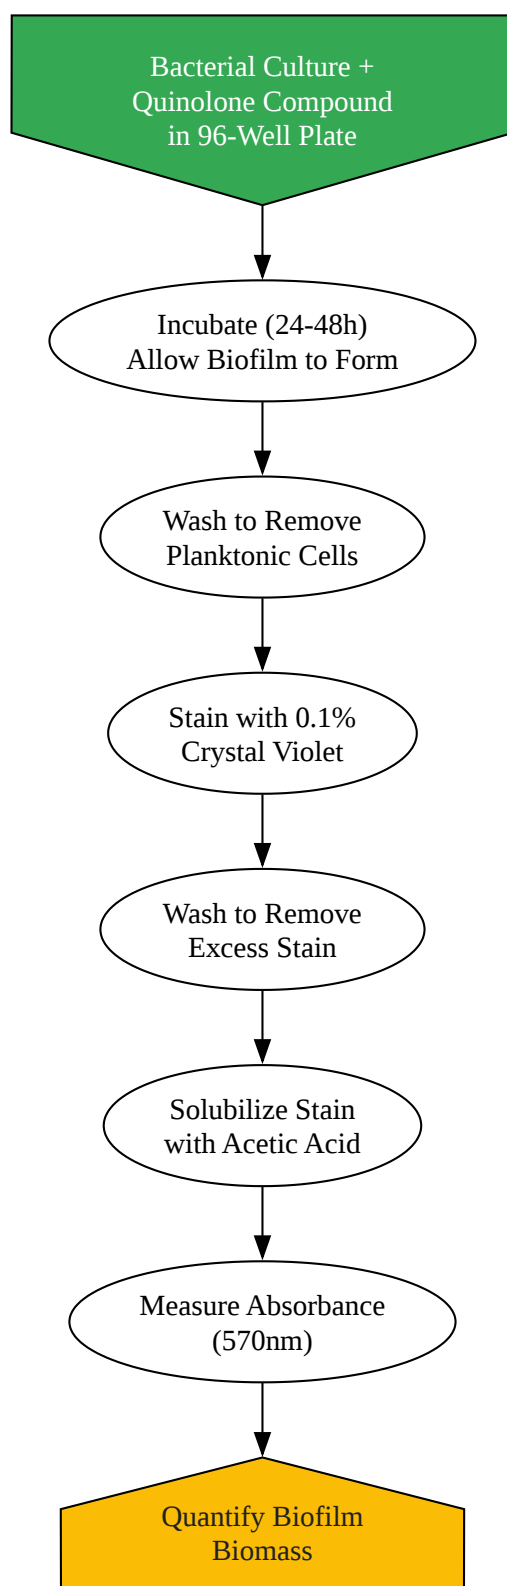 Bacterial Culture +
Quinolone Compound
in 96-Well Plate
Incubate (24-48h)
Allow Biofilm to Form
Wash to Remove
Planktonic Cells
Stain with 0.1%
Crystal Violet
Wash to Remove
Excess Stain
Solubilize Stain
with Acetic Acid
Measure Absorbance
(570nm)
Quantify Biofilm
Biomass